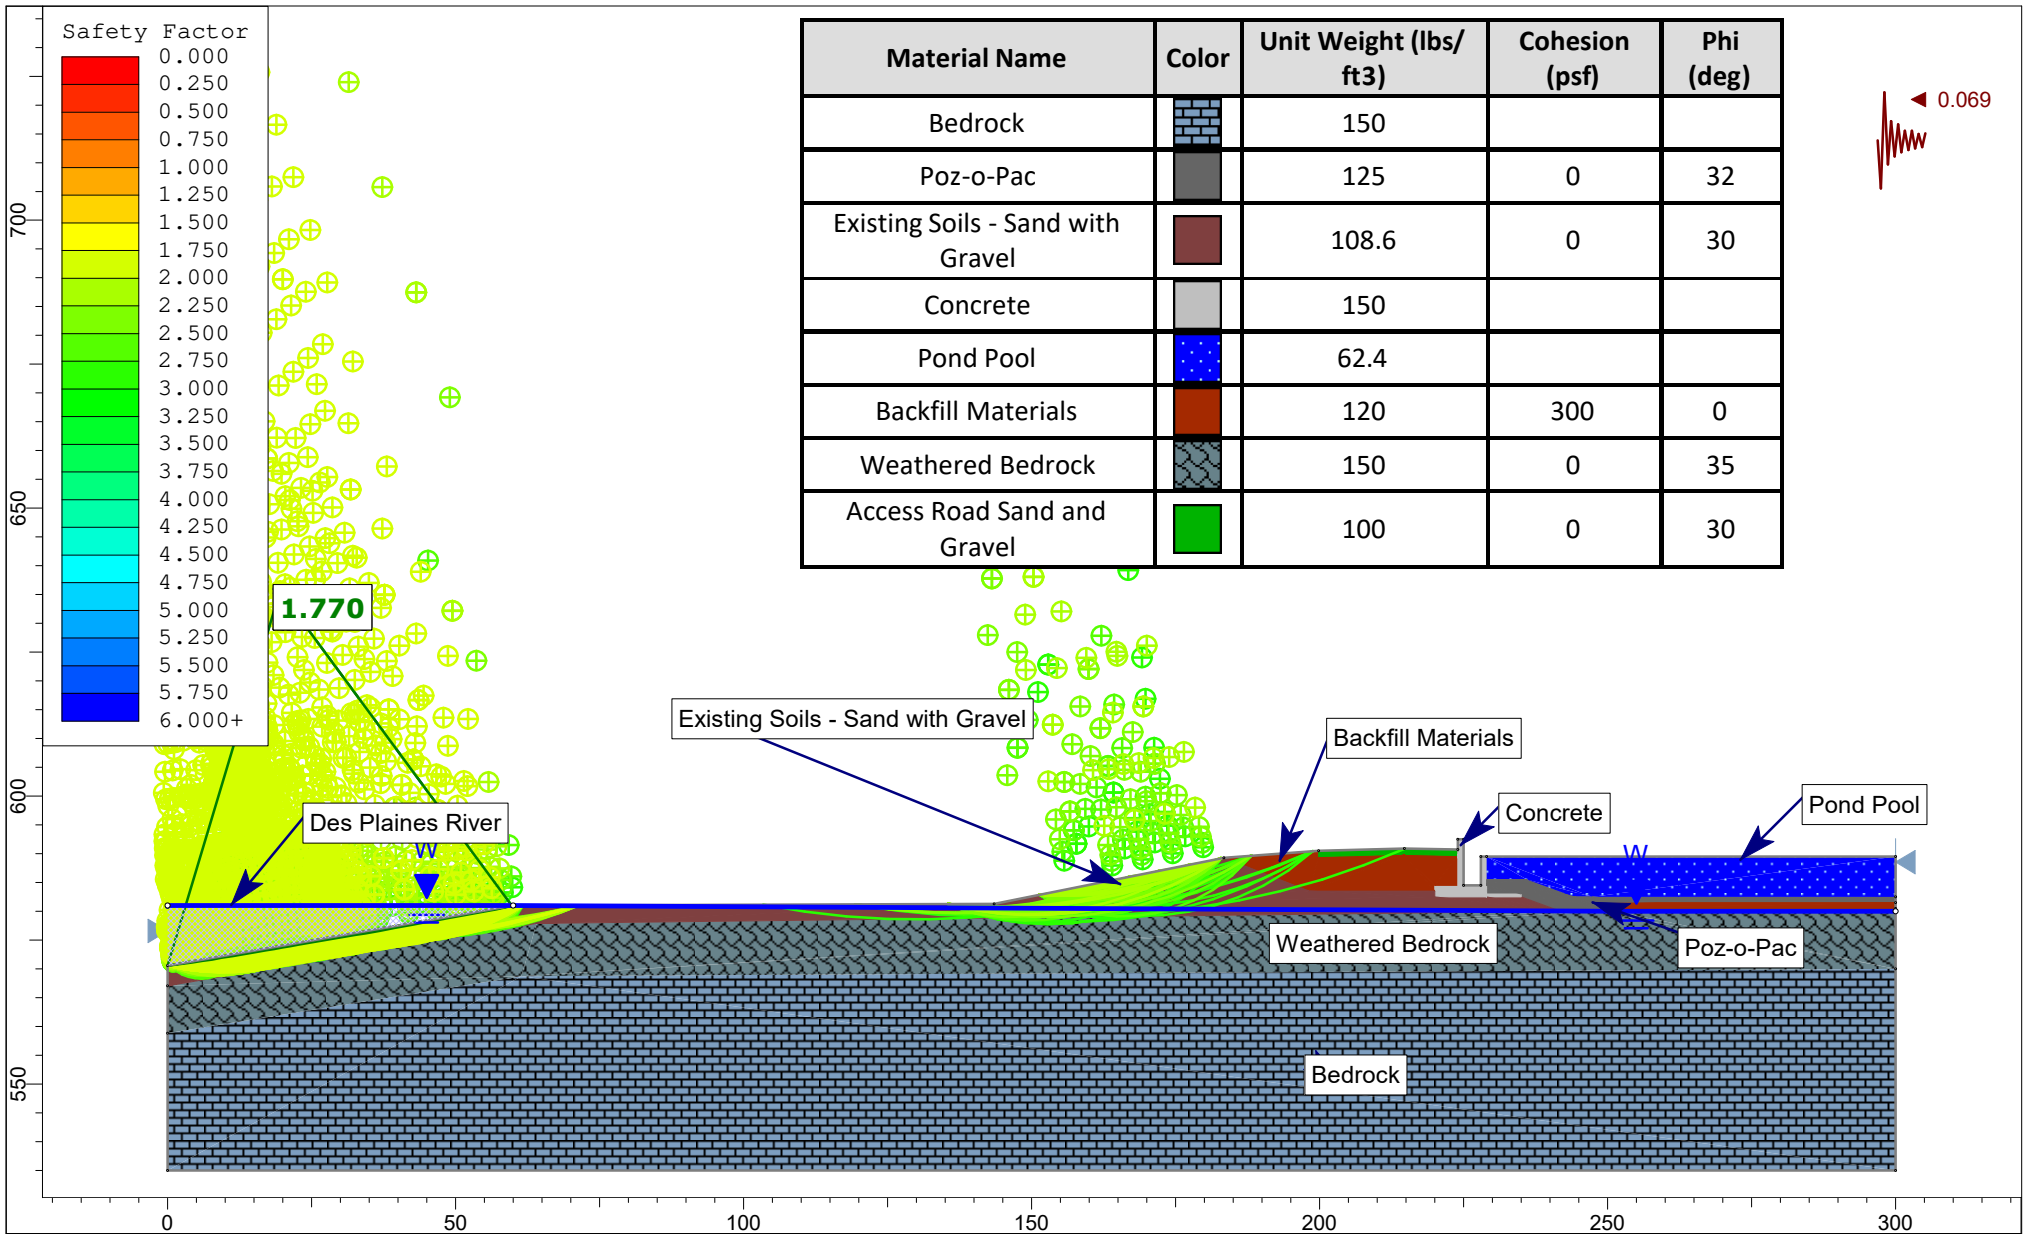 Safety Factor
0.000
0.250
0.500
0.750
1.000
1.250
1.500
1.750
2.000
2.250
2.500
2.750
3.000
3.250
3.500
3.750
4.000
4.250
4.500
4.750
5.000
5.250
5.500
5.750
6.000+
Material Name Color Unit Weight (lbs/ft3) Cohesion (psf) Phi (deg)
Bedrock 150
Poz-o-Pac 125 0 32
Existing Soils - Sand with Gravel 108.6 0 30
Concrete 150
Pond Pool 62.4
Backfill Materials 120 300 0
Weathered Bedrock 150 0 35
Access Road Sand and Gravel 100 0 30
0.069
700
650
600
550
1.770
Existing Soils - Sand with Gravel
Backfill Materials
Concrete
Pond Pool
Des Plaines River
W
W
Weathered Bedrock
Poz-o-Pac
Bedrock
0 50 100 150 200 250 300